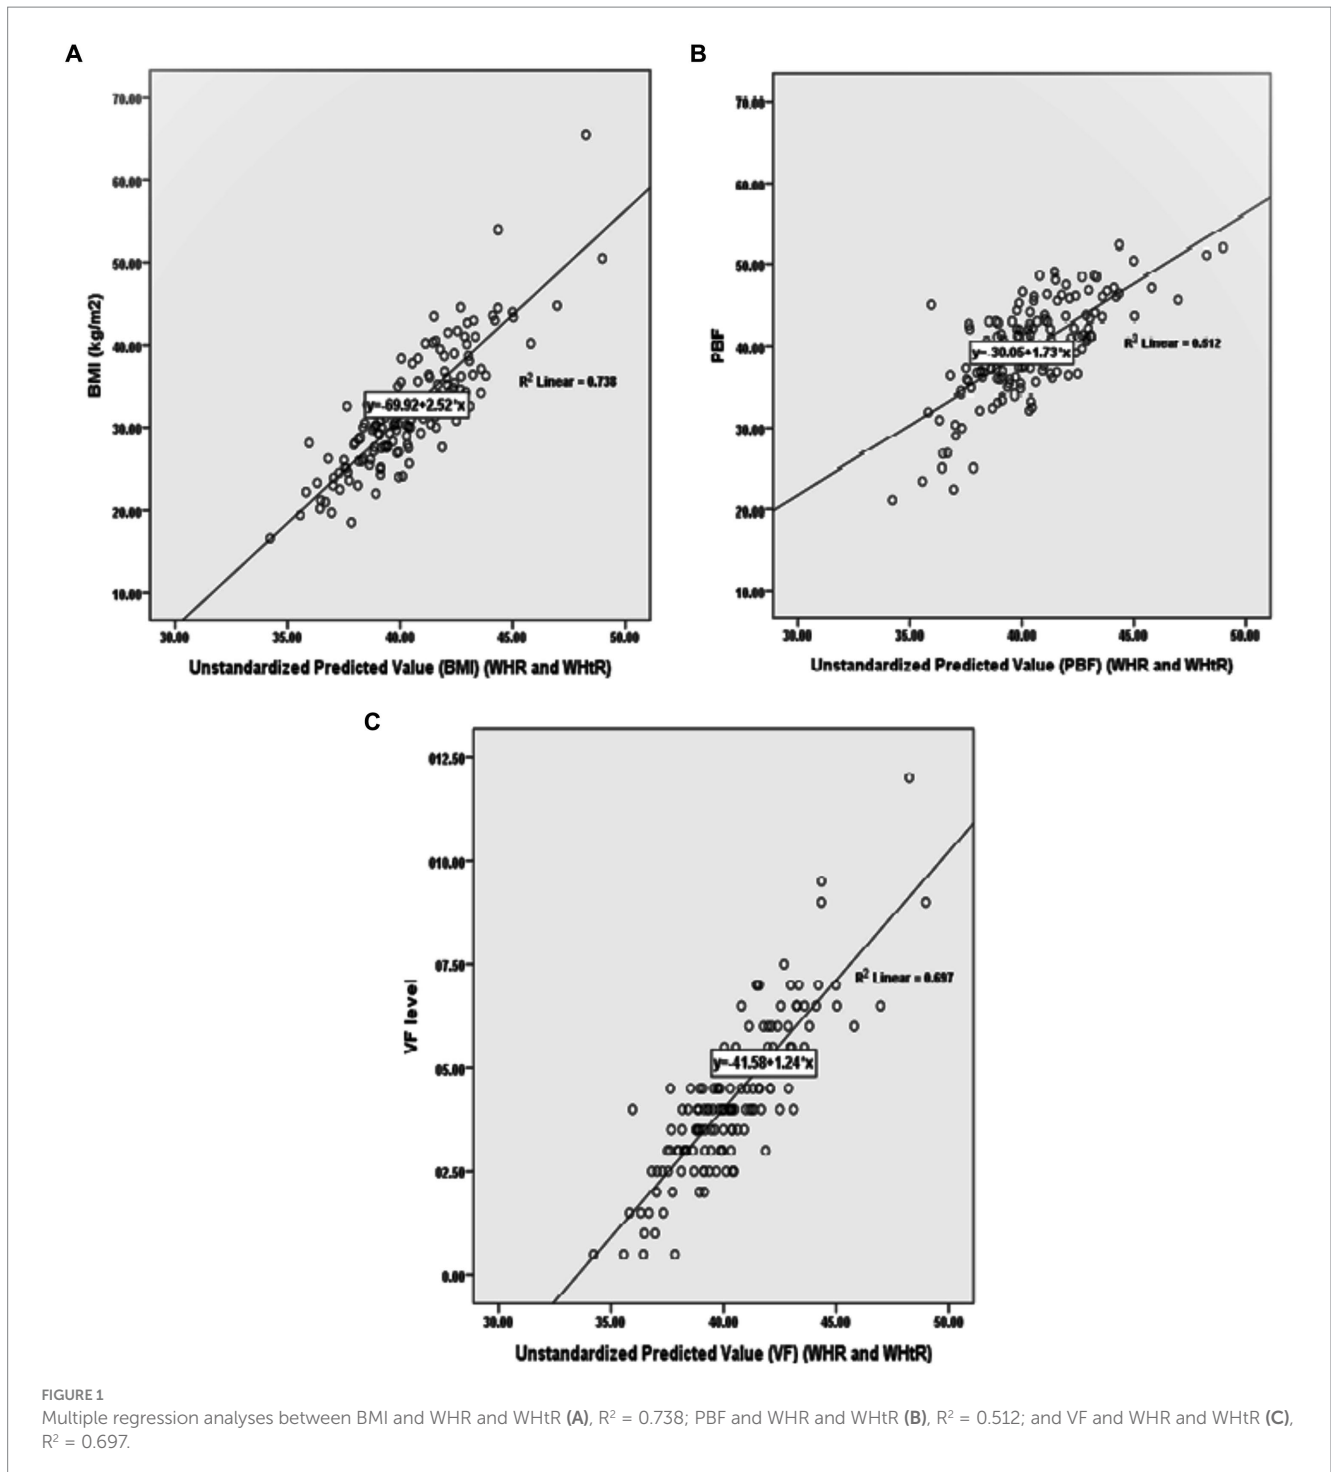 A
70.00
60.00
50.00
40.00
30.00
20.00
10.00
BMI (kg/m2)
R² Linear = 0.738
y=-69.92+2.52*x
30.00 35.00 40.00 45.00 50.00
Unstandardized Predicted Value (BMI) (WHR and WHtR)
B
70.00
60.00
50.00
40.00
30.00
20.00
10.00
PBF
R² Linear = 0.512
y=-30.05+1.73*x
30.00 35.00 40.00 45.00 50.00
Unstandardized Predicted Value (PBF) (WHR and WHtR)
C
012.50
010.00
07.50
05.00
02.50
0.00
VF level
R² Linear = 0.697
y=-41.58+1.24*x
30.00 35.00 40.00 45.00 50.00
Unstandardized Predicted Value (VF) (WHR and WHtR)
FIGURE 1
Multiple regression analyses between BMI and WHR and WHtR (A), R² = 0.738; PBF and WHR and WHtR (B), R² = 0.512; and VF and WHR and WHtR (C),
R² = 0.697.